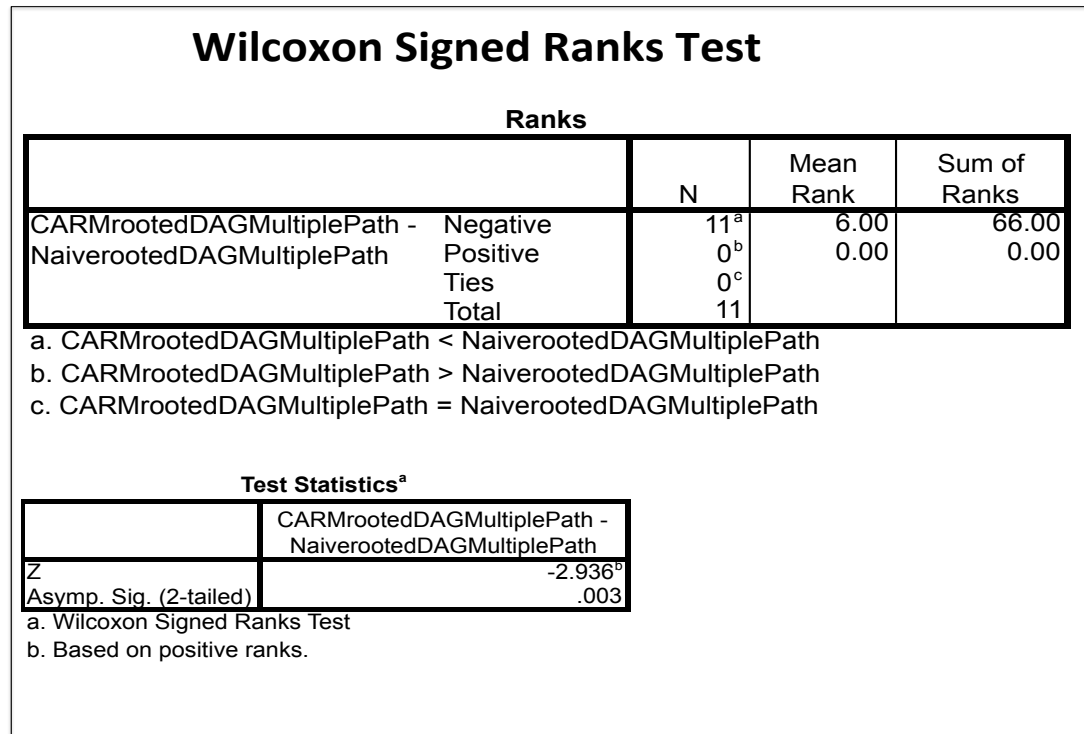 Wilcoxon Signed Ranks Test
Ranks
N Mean Rank Sum of Ranks
CARMrootedDAGMultiplePath - NaiverootedDAGMultiplePath Negative 11a 6.00 66.00
Positive 0b 0.00 0.00
Ties 0c
Total 11
a. CARMrootedDAGMultiplePath < NaiverootedDAGMultiplePath
b. CARMrootedDAGMultiplePath > NaiverootedDAGMultiplePath
c. CARMrootedDAGMultiplePath = NaiverootedDAGMultiplePath
Test Statisticsa
CARMrootedDAGMultiplePath -
NaiverootedDAGMultiplePath
Z -2.936b
Asymp. Sig. (2-tailed) .003
a. Wilcoxon Signed Ranks Test
b. Based on positive ranks.